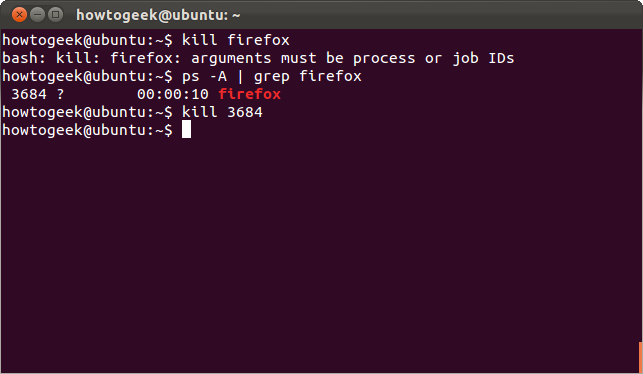 howtogeek@ubuntu: ~
howtogeek@ubuntu:~$ kill firefox
bash: kill: firefox: arguments must be process or job IDs
howtogeek@ubuntu:~$ ps -A | grep firefox
 3684 ?        00:00:10 firefox
howtogeek@ubuntu:~$ kill 3684
howtogeek@ubuntu:~$